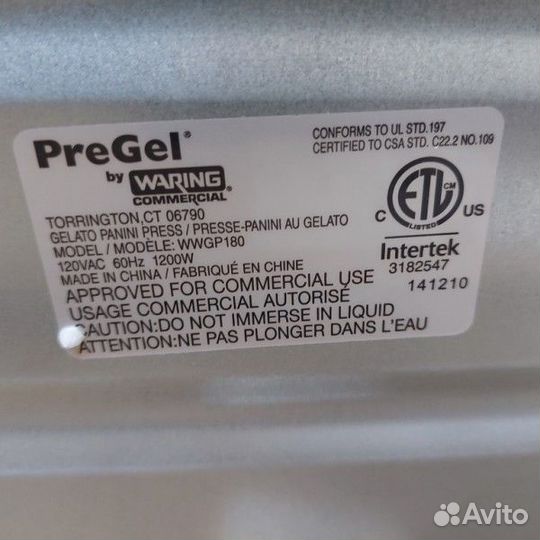 PreGel®
by WARING®
COMMERCIAL
TORRINGTON,CT 06790
GELATO PANINI PRESS / PRESSE-PANINI AU GELATO
MODEL / MODÈLE: WWGP180
120VAC 60Hz 1200W
MADE IN CHINA / FABRIQUÉ EN CHINE
APPROVED FOR COMMERCIAL USE
USAGE COMMERCIAL AUTORISÉ
CAUTION:DO NOT IMMERSE IN LIQUID
ATTENTION:NE PAS PLONGER DANS L'EAU
CONFORMS TO UL STD.197
CERTIFIED TO CSA STD. C22.2 NO.109
C ETL CM LISTED US
Intertek
3182547
141210
Avito